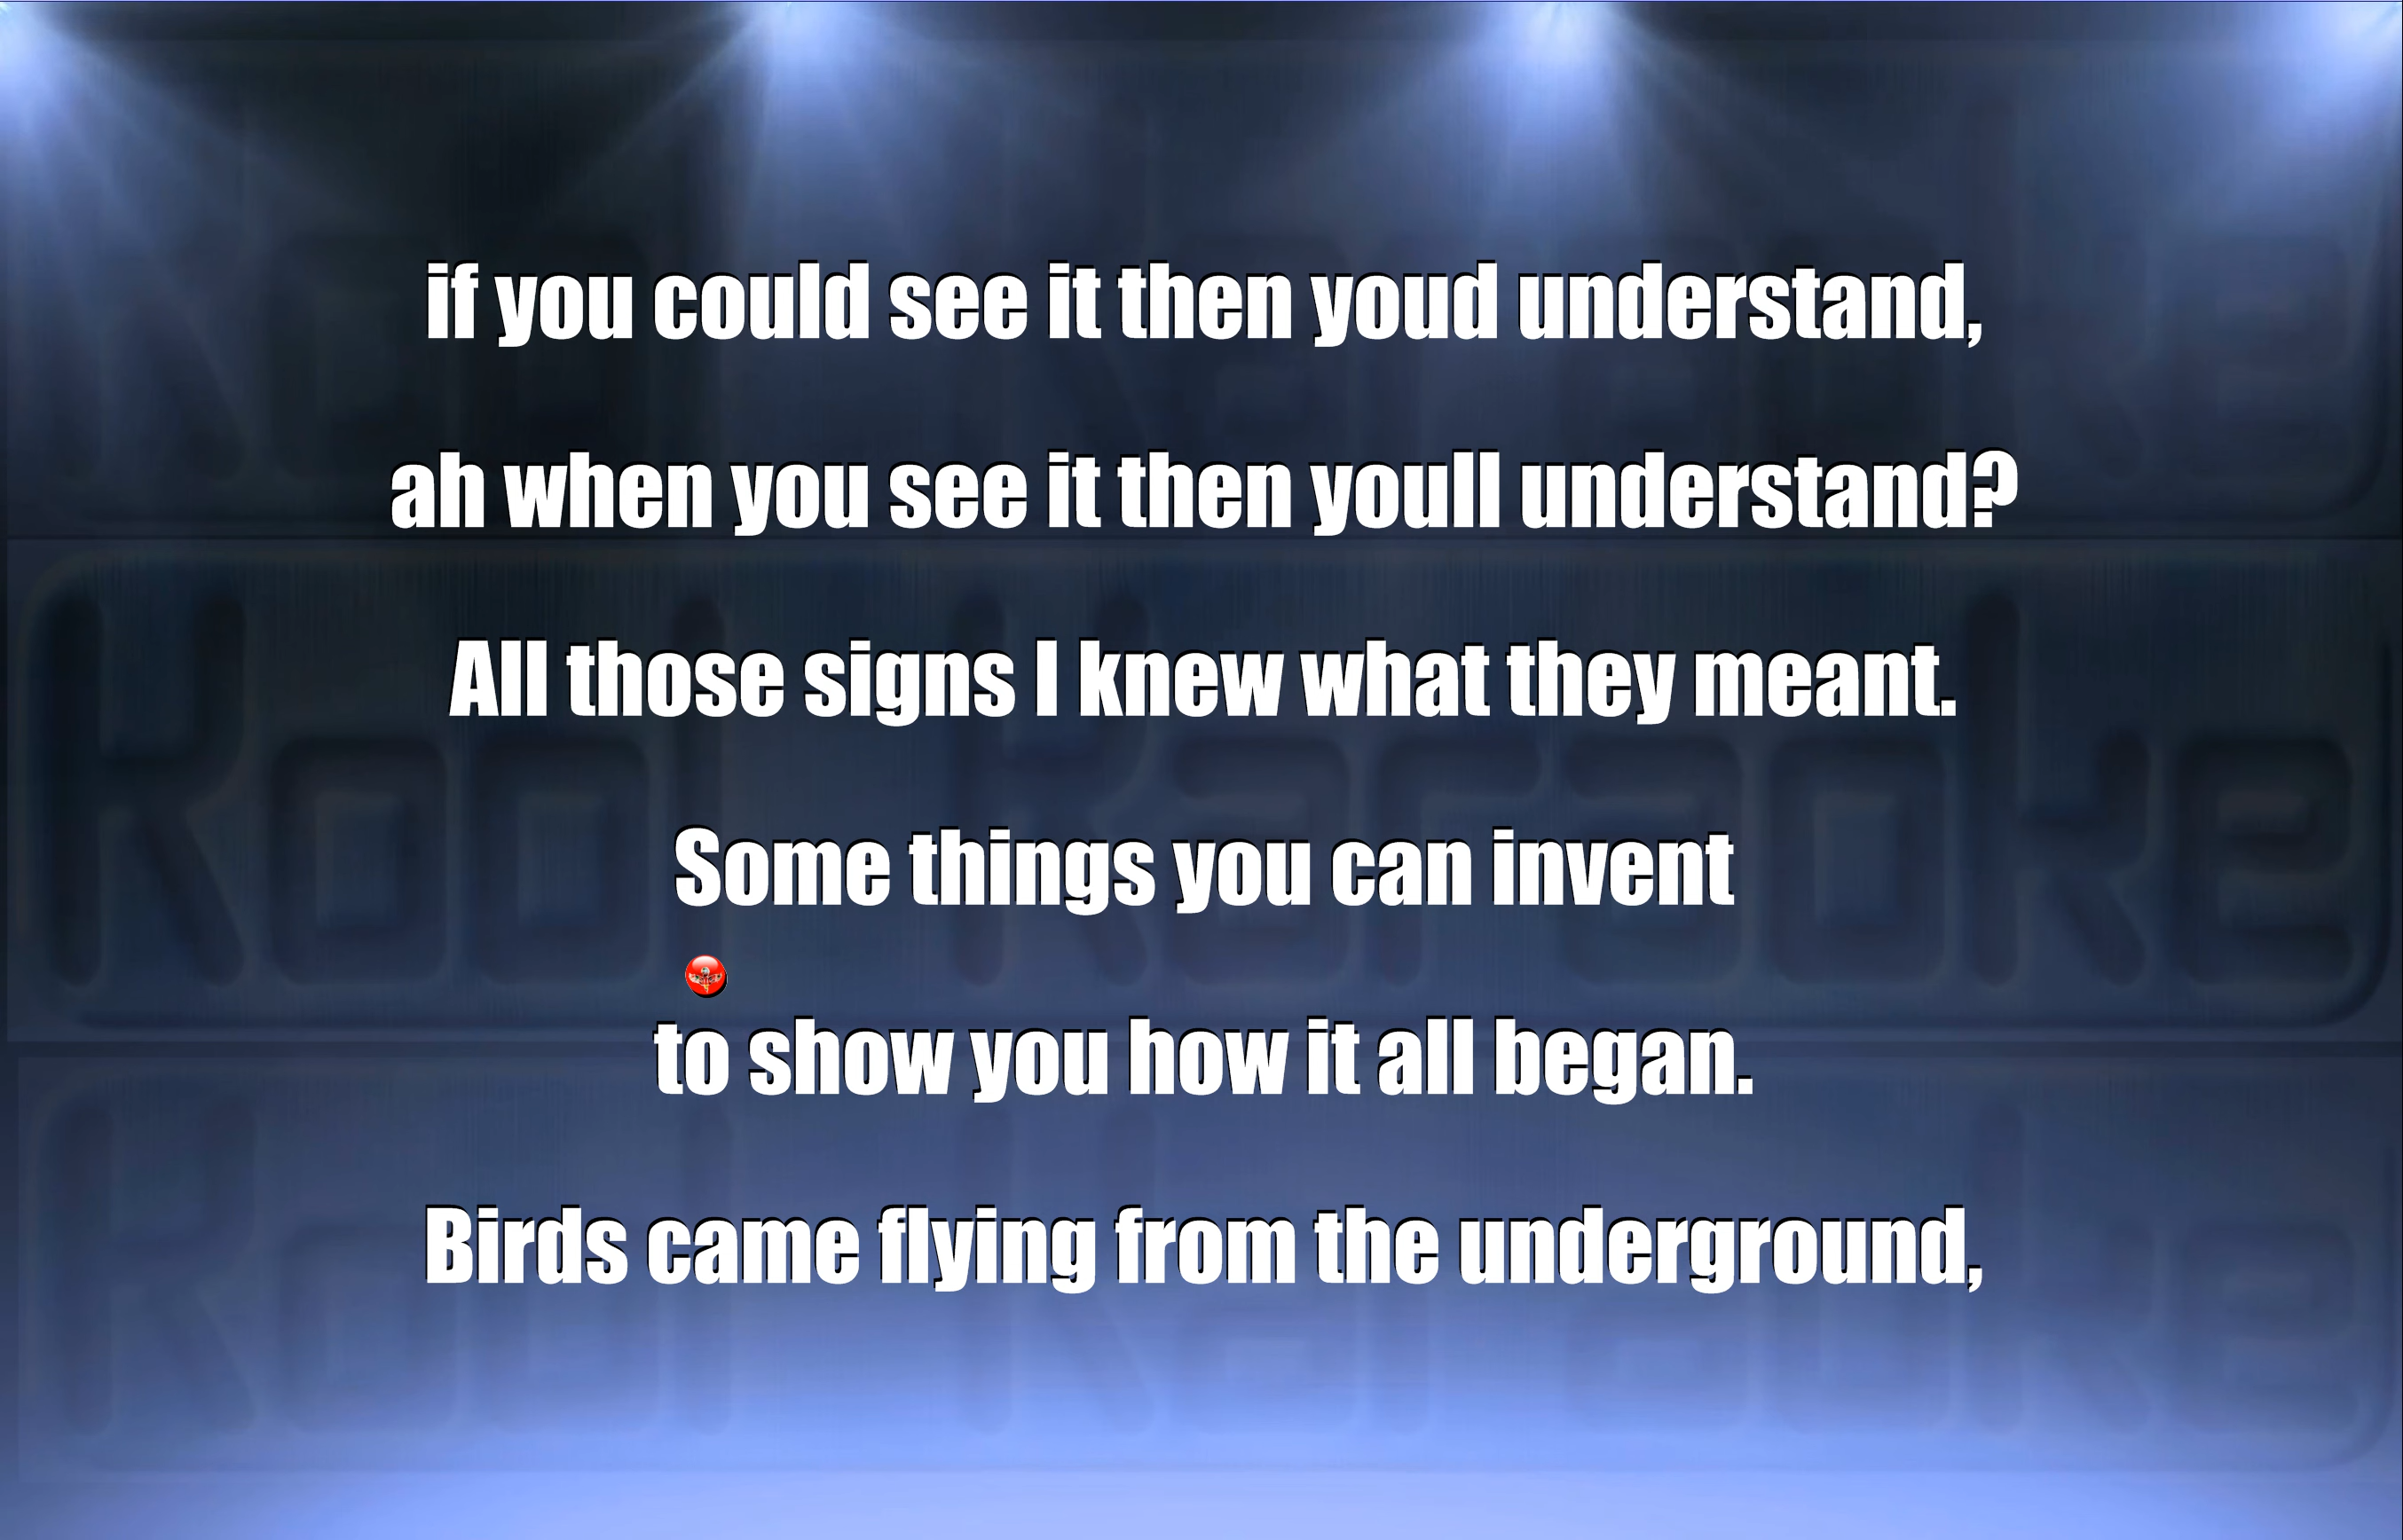 if you could see it then youd understand,
ah when you see it then youll understand?
All those signs I knew what they meant.
Some things you can invent
Kool Karaoke
to show you how it all began.
Birds came flying from the underground,